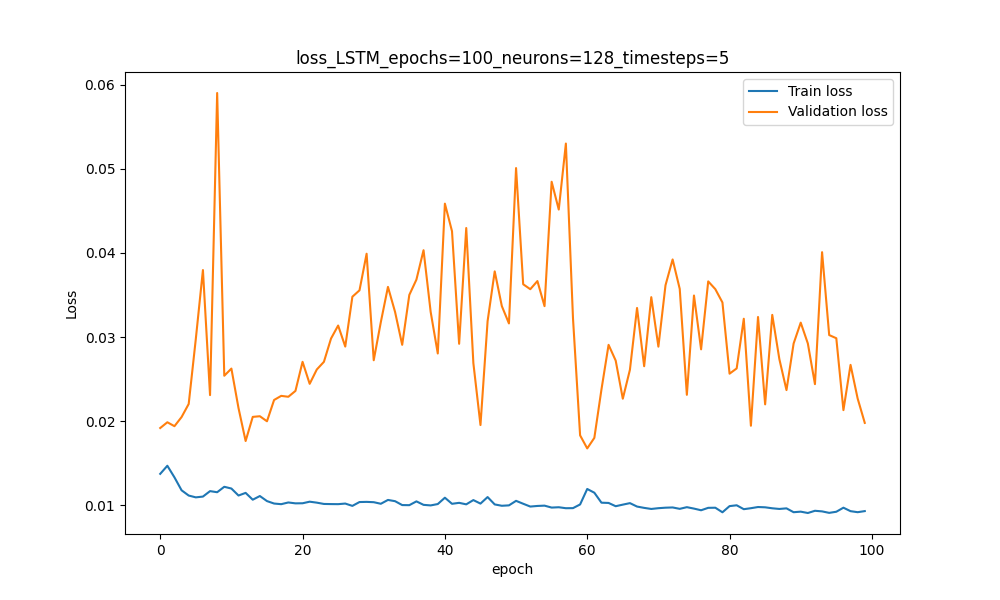 loss_LSTM_epochs=100_neurons=128_timesteps=5
Train loss
Validation loss
0.06
0.05
0.04
0.03
0.02
0.01
Loss
0 20 40 60 80 100
epoch